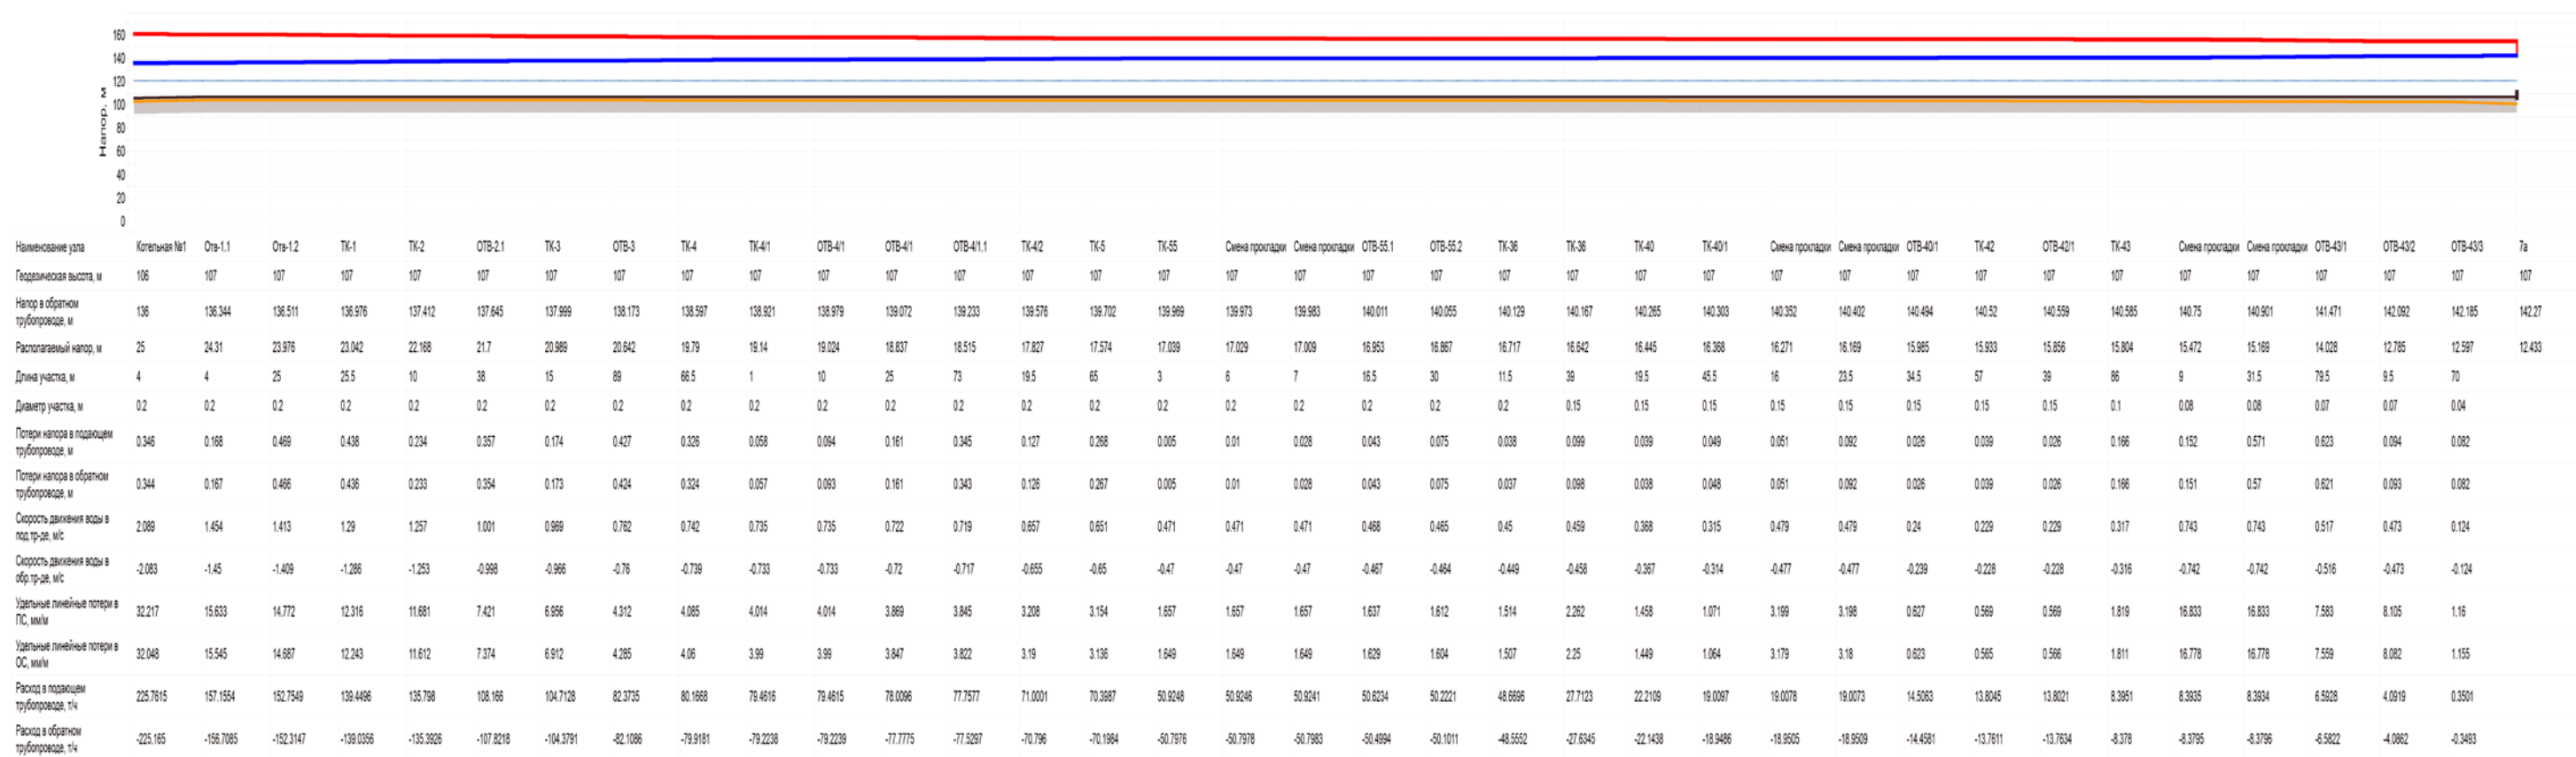 160
140
120
100
80
60
40
20
0
Напор, м
Наименование узла Котельная №1 Отв-1.1 Отв-1.2 ТК-1 ТК-2 ОТВ-2.1 ТК-3 ОТВ-3 ТК-4 ТК-4/1 ОТВ-4/1 ОТВ-4/1 ОТВ-4/1.1 ТК-4/2 ТК-5 ТК-55 Смена прокладки Смена прокладки ОТВ-55.1 ОТВ-55.2 ТК-36 ТК-36 ТК-40 ТК-40/1 Смена прокладки Смена прокладки ОТВ-40/1 ТК-42 ОТВ-42/1 ТК-43 Смена прокладки Смена прокладки ОТВ-43/1 ОТВ-43/2 ОТВ-43/3 7а
Геодезическая высота, м 106 107 107 107 107 107 107 107 107 107 107 107 107 107 107 107 107 107 107 107 107 107 107 107 107 107 107 107 107 107 107 107 107 107 107 107
Напор в обратном
трубопроводе, м 136 136.344 136.511 136.976 137.412 137.645 137.999 138.173 138.597 138.921 138.979 139.072 139.233 139.576 139.702 139.969 139.973 139.983 140.011 140.055 140.129 140.167 140.265 140.303 140.352 140.402 140.494 140.52 140.559 140.585 140.75 140.901 141.471 142.092 142.185 142.27
Располагаемый напор, м 25 24.31 23.976 23.042 22.168 21.7 20.989 20.642 19.79 19.14 19.024 18.837 18.515 17.827 17.574 17.039 17.029 17.009 16.953 16.867 16.717 16.642 16.445 16.368 16.271 16.169 15.985 15.933 15.856 15.804 15.472 15.169 14.028 12.785 12.597 12.433
Длина участка, м 4 4 25 25.5 10 38 15 89 66.5 1 10 25 73 19.5 65 3 6 7 16.5 30 11.5 39 19.5 45.5 16 23.5 34.5 57 39 86 9 31.5 79.5 9.5 70
Диаметр участка, м 0.2 0.2 0.2 0.2 0.2 0.2 0.2 0.2 0.2 0.2 0.2 0.2 0.2 0.2 0.2 0.2 0.2 0.2 0.2 0.2 0.2 0.15 0.15 0.15 0.15 0.15 0.15 0.15 0.15 0.1 0.08 0.08 0.07 0.07 0.04
Потери напора в подающем
трубопроводе, м 0.346 0.168 0.469 0.438 0.234 0.357 0.174 0.427 0.326 0.058 0.094 0.161 0.345 0.127 0.268 0.005 0.01 0.028 0.043 0.075 0.038 0.099 0.039 0.049 0.051 0.092 0.026 0.039 0.026 0.166 0.152 0.571 0.623 0.094 0.082
Потери напора в обратном
трубопроводе, м 0.344 0.167 0.466 0.436 0.233 0.354 0.173 0.424 0.324 0.057 0.093 0.161 0.343 0.126 0.267 0.005 0.01 0.028 0.043 0.075 0.037 0.098 0.038 0.048 0.051 0.092 0.026 0.039 0.026 0.166 0.151 0.57 0.621 0.093 0.082
Скорость движения воды в
под.тр-де, м/с 2.089 1.454 1.413 1.29 1.257 1.001 0.969 0.762 0.742 0.735 0.735 0.722 0.719 0.657 0.651 0.471 0.471 0.471 0.468 0.465 0.45 0.459 0.368 0.315 0.479 0.479 0.24 0.229 0.229 0.317 0.743 0.743 0.517 0.473 0.124
Скорость движения воды в
обр.тр-де, м/с -2.083 -1.45 -1.409 -1.286 -1.253 -0.998 -0.966 -0.76 -0.739 -0.733 -0.733 -0.72 -0.717 -0.655 -0.65 -0.47 -0.47 -0.47 -0.467 -0.464 -0.449 -0.458 -0.367 -0.314 -0.477 -0.477 -0.239 -0.228 -0.228 -0.316 -0.742 -0.742 -0.516 -0.473 -0.124
Удельные линейные потери в
ПС, мм/м 32.217 15.633 14.772 12.316 11.681 7.421 6.956 4.312 4.085 4.014 4.014 3.869 3.845 3.208 3.154 1.657 1.657 1.657 1.637 1.612 1.514 2.262 1.458 1.071 3.199 3.198 0.627 0.569 0.569 1.819 16.833 16.833 7.583 8.105 1.16
Удельные линейные потери в
ОС, мм/м 32.048 15.545 14.687 12.243 11.612 7.374 6.912 4.285 4.06 3.99 3.99 3.847 3.822 3.19 3.136 1.649 1.649 1.649 1.629 1.604 1.507 2.25 1.449 1.064 3.179 3.18 0.623 0.565 0.566 1.811 16.778 16.778 7.559 8.082 1.155
Расход в подающем
трубопроводе, т/ч 225.7615 157.1554 152.7549 139.4496 135.798 108.166 104.7128 82.3735 80.1668 79.4616 79.4615 78.0096 77.7577 71.0001 70.3987 50.9248 50.9246 50.9241 50.6234 50.2221 48.6696 27.7123 22.2109 19.0097 19.0078 19.0073 14.5063 13.8045 13.8021 8.3951 8.3935 8.3934 6.5928 4.0919 0.3501
Расход в обратном
трубопроводе, т/ч -225.165 -156.7085 -152.3147 -139.0356 -135.3926 -107.8218 -104.3791 -82.1086 -79.9181 -79.2238 -79.2239 -77.7775 -77.5297 -70.796 -70.1984 -50.7976 -50.7978 -50.7983 -50.4994 -50.1011 -48.5552 -27.6345 -22.1438 -18.9486 -18.9505 -18.9509 -14.4581 -13.7611 -13.7634 -8.378 -8.3795 -8.3796 -6.5822 -4.0862 -0.3493